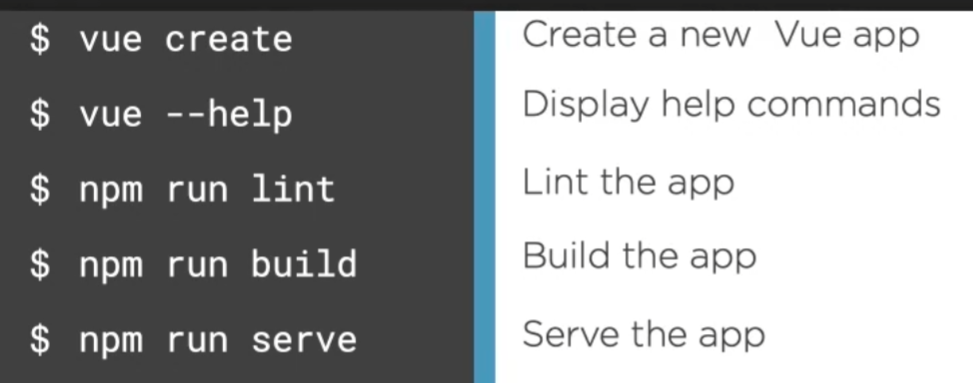 $ vue create
Create a new Vue app
$ vue --help
Display help commands
$ npm run lint
Lint the app
$ npm run build
Build the app
$ npm run serve
Serve the app